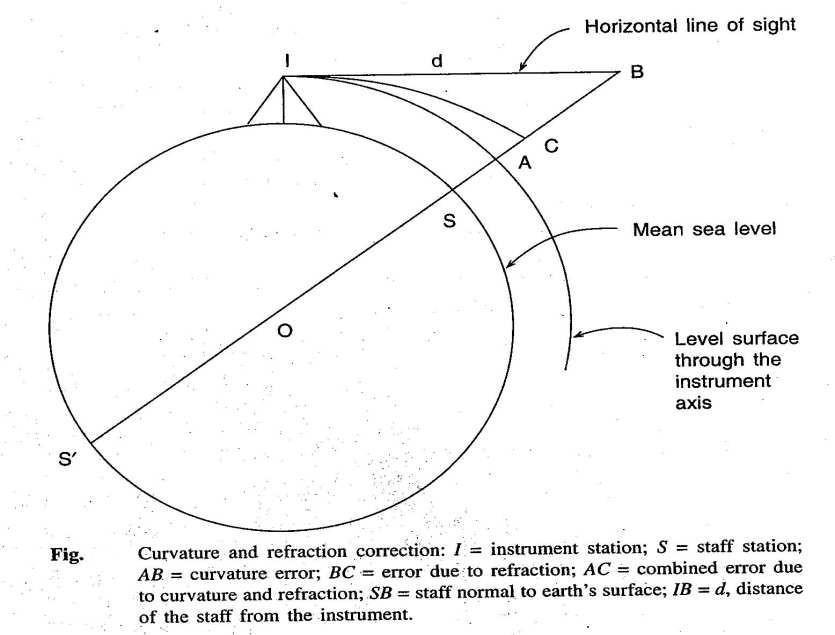 Horizontal line of sight
I
d
B
C
A
S
Mean sea level
O
Level surface
through the
instrument
axis
S′
Fig. Curvature and refraction correction: I = instrument station; S = staff station;
AB = curvature error; BC = error due to refraction; AC = combined error due
to curvature and refraction; SB = staff normal to earth's surface; IB = d, distance
of the staff from the instrument.